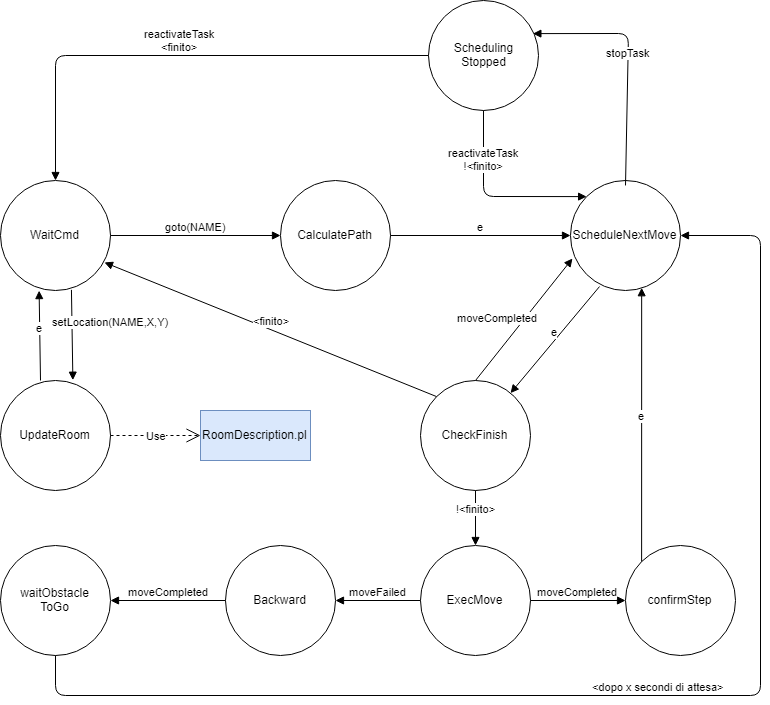 reactivateTask
<finito>
Scheduling
Stopped
stopTask
reactivateTask
!<finito>
WaitCmd
goto(NAME)
CalculatePath
e
ScheduleNextMove
e
setLocation(NAME,X,Y)
<finito>
moveCompleted
e
UpdateRoom
Use
RoomDescription.pl
CheckFinish
e
!<finito>
waitObstacle
ToGo
moveCompleted
Backward
moveFailed
ExecMove
moveCompleted
confirmStep
<dopo x secondi di attesa>